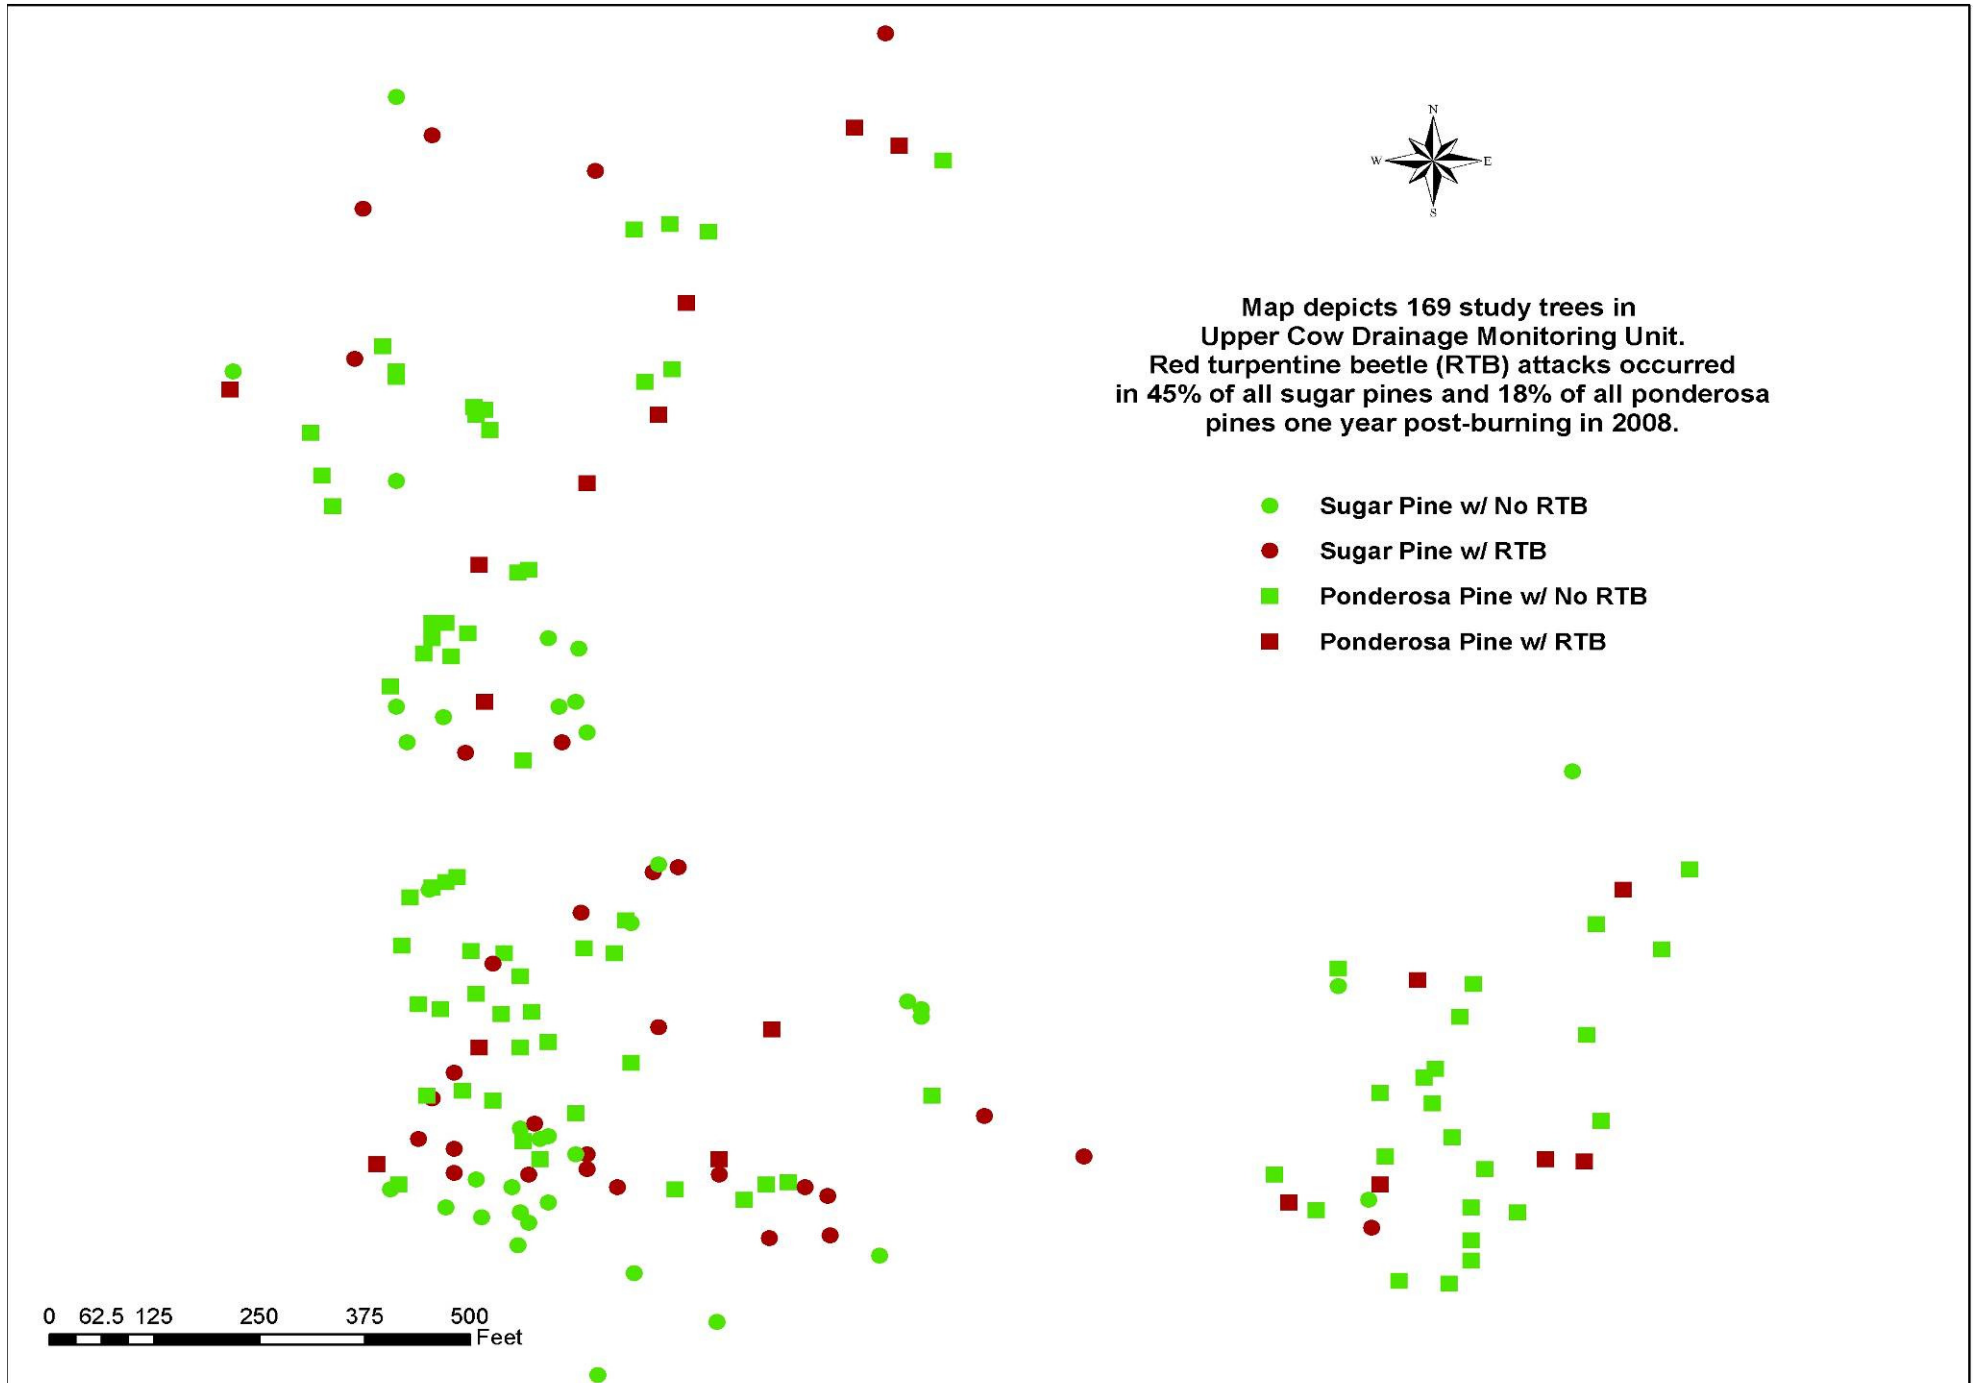 N
W E
S
Map depicts 169 study trees in
Upper Cow Drainage Monitoring Unit.
Red turpentine beetle (RTB) attacks occurred
in 45% of all sugar pines and 18% of all ponderosa
pines one year post-burning in 2008.
Sugar Pine w/ No RTB
Sugar Pine w/ RTB
Ponderosa Pine w/ No RTB
Ponderosa Pine w/ RTB
0 62.5 125 250 375 500
Feet